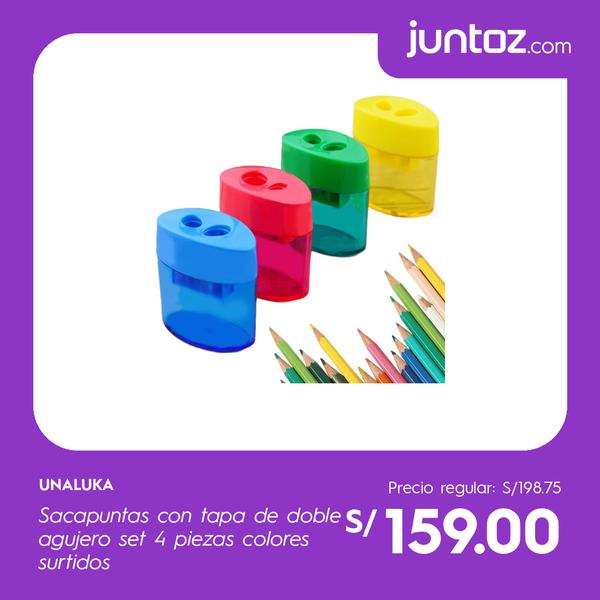 juntoz.com
UNALUKA
Precio regular: S/198.75
Sacapuntas con tapa de doble
agujero set 4 piezas colores
surtidos
S/159.00